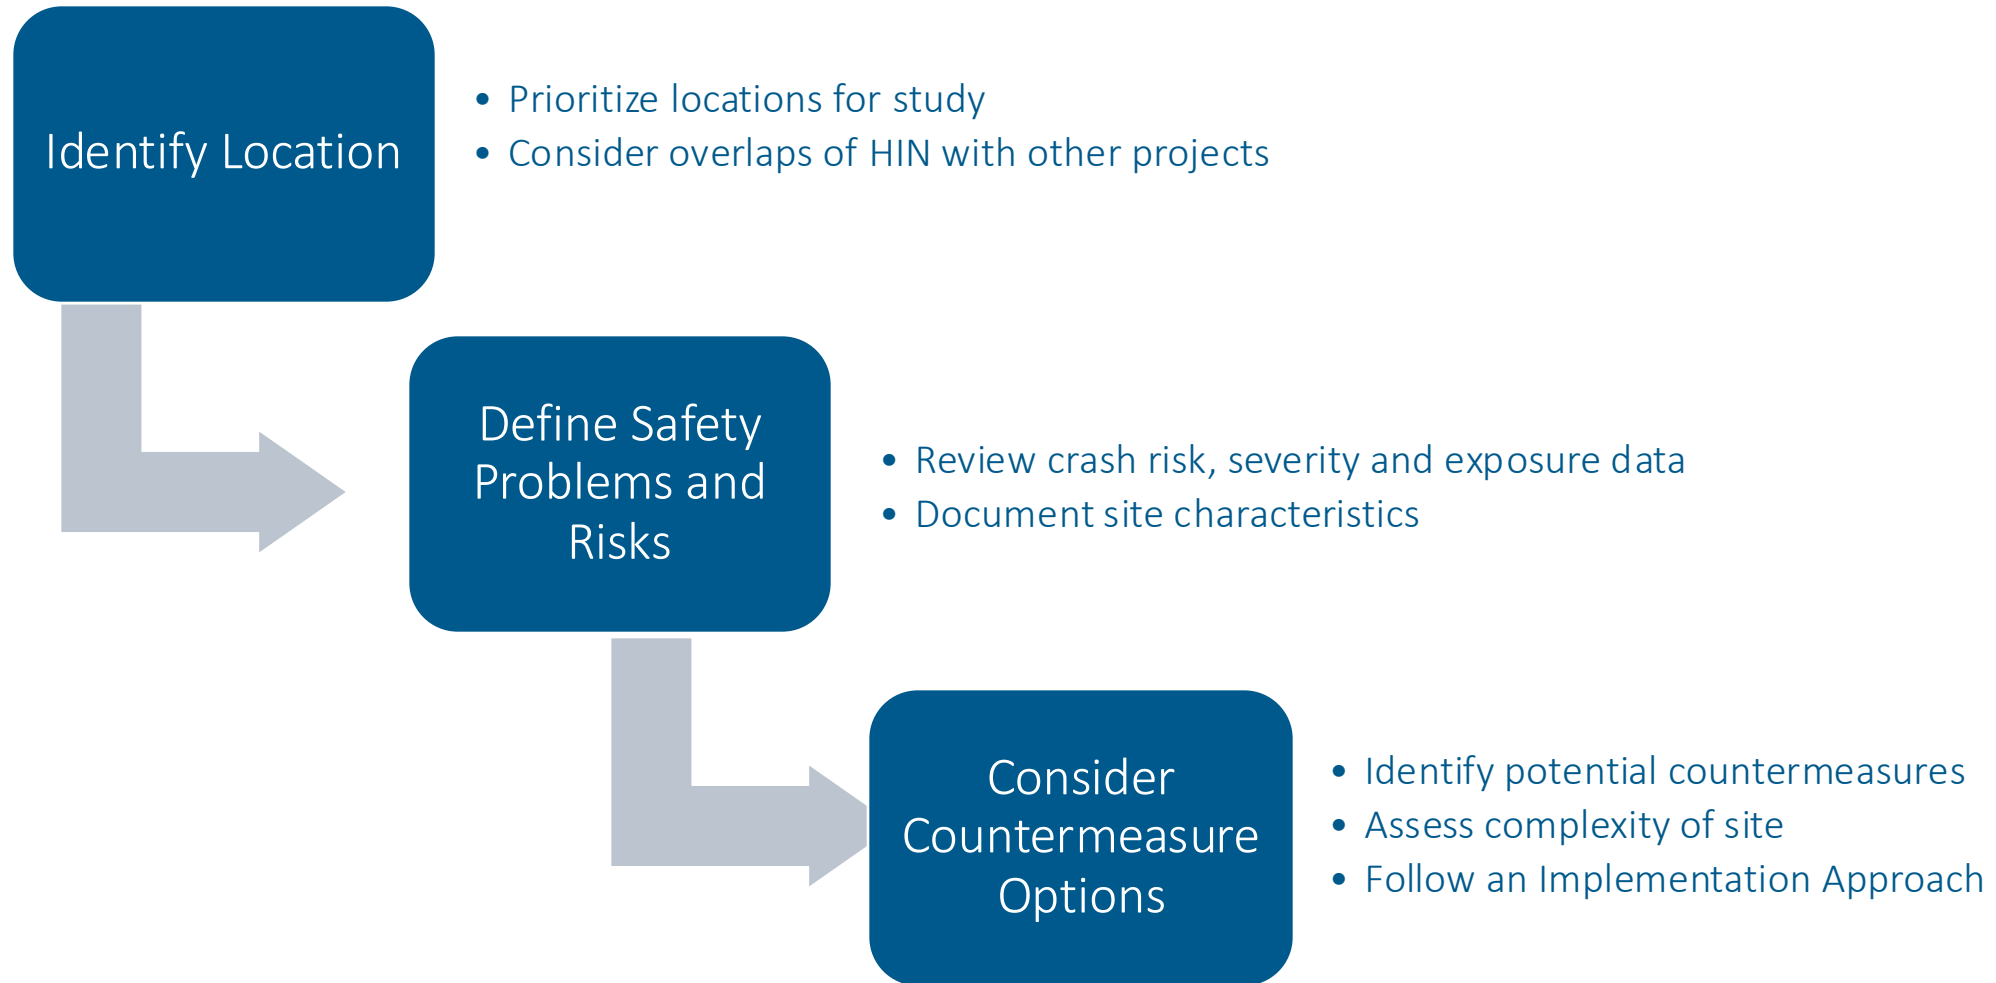 Identify Location
• Prioritize locations for study
• Consider overlaps of HIN with other projects
Define Safety
Problems and
Risks
• Review crash risk, severity and exposure data
• Document site characteristics
Consider
Countermeasure
Options
• Identify potential countermeasures
• Assess complexity of site
• Follow an Implementation Approach